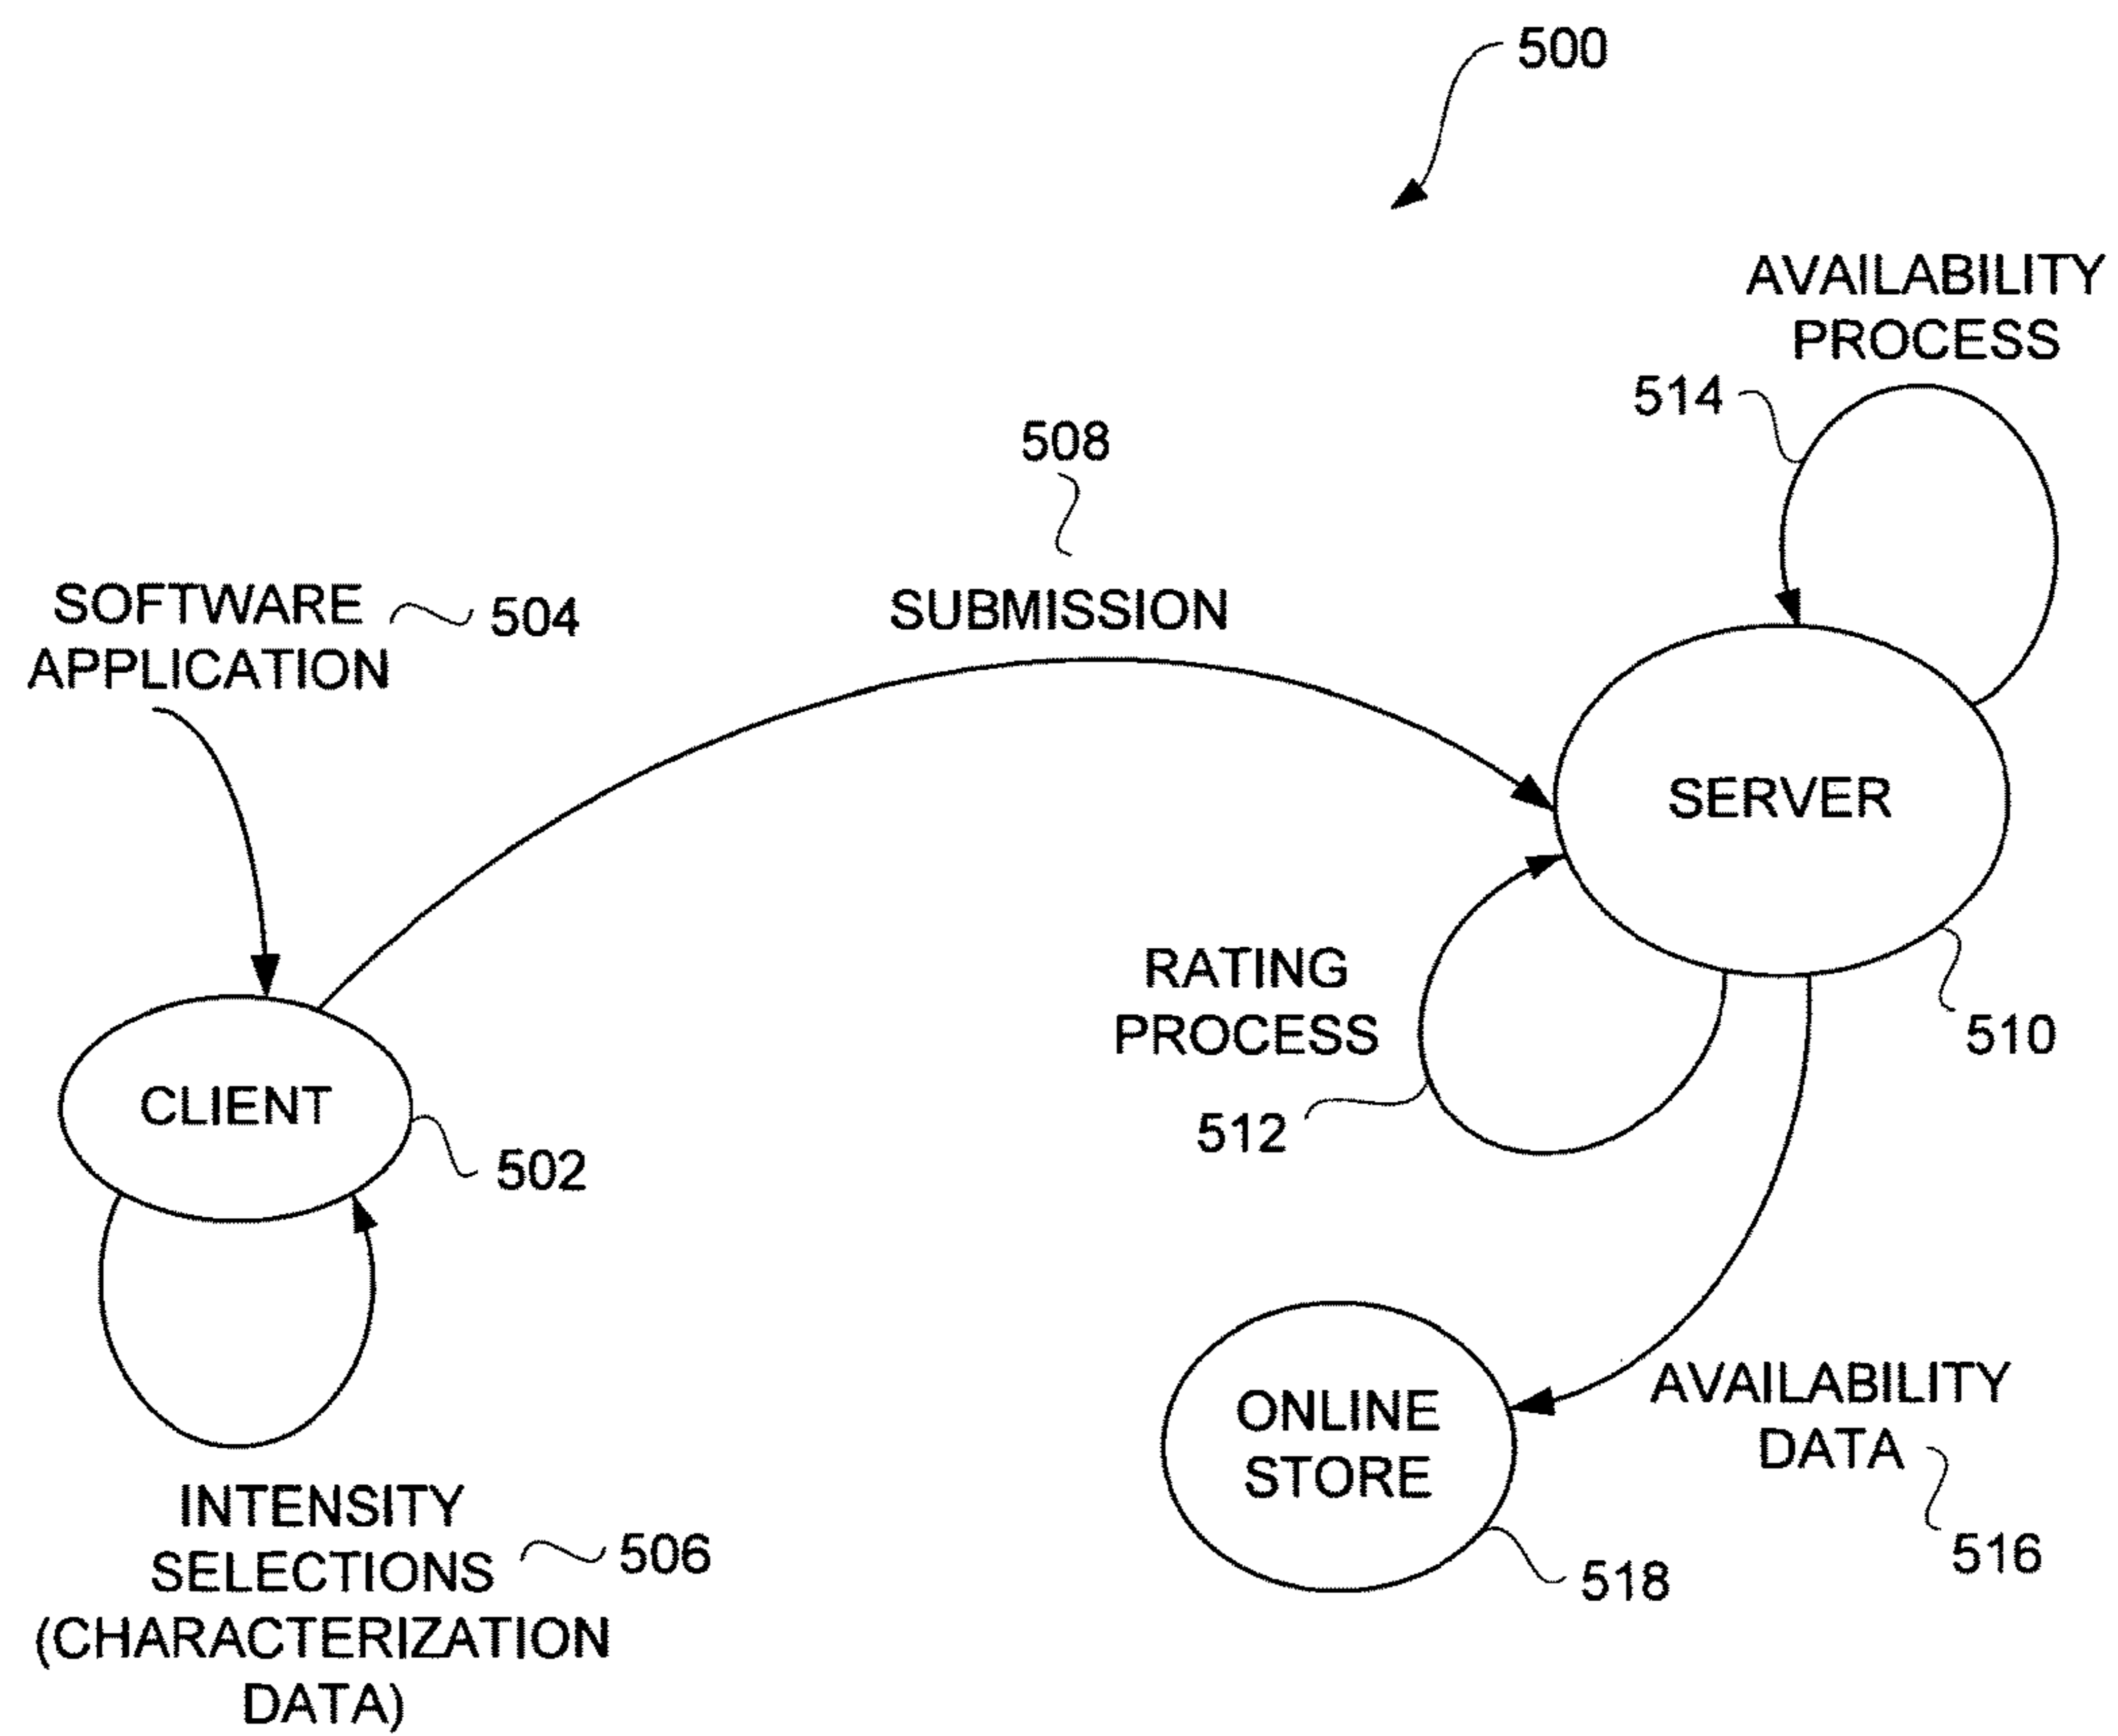 500
AVAILABILITY
PROCESS
514
508
SUBMISSION
SOFTWARE
APPLICATION
504
SERVER
510
RATING
PROCESS
512
CLIENT
502
ONLINE
STORE
518
AVAILABILITY
DATA
516
INTENSITY
SELECTIONS
(CHARACTERIZATION
DATA)
506